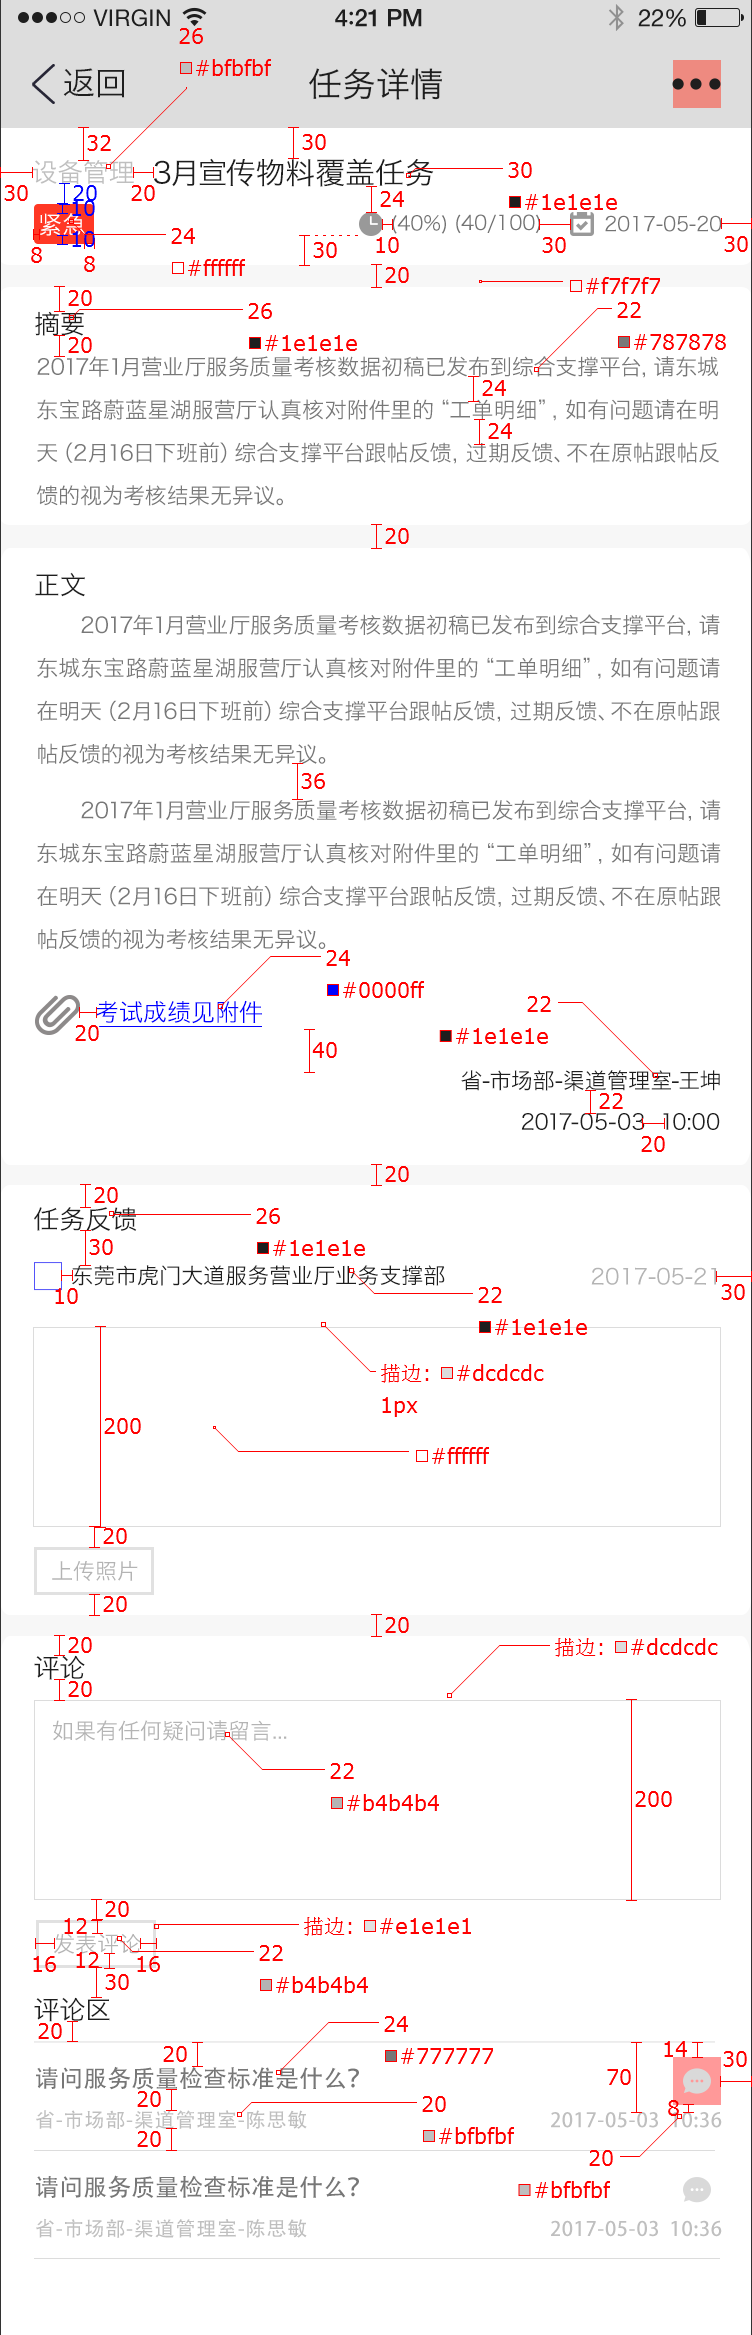 VIRGIN 4:21 PM 22%
26
返回 任务详情
#bfbfbf
32 30
设备管理 3月宣传物料覆盖任务 30
30 20 20 24 #1e1e1e
10
紧急 (40%) (40/100) 2017-05-20
10 24 10 30 30
8 8 30
#ffffff
20 #f7f7f7
20 26 22
摘要
20 #1e1e1e #787878
2017年1月营业厅服务质量考核数据初稿已发布到综合支撑平台, 请东城
24
东宝路蔚蓝星湖服营厅认真核对附件里的“工单明细”, 如有问题请在明
24
天（2月16日下班前）综合支撑平台跟帖反馈, 过期反馈、不在原帖跟帖反
馈的视为考核结果无异议。
20
正文
2017年1月营业厅服务质量考核数据初稿已发布到综合支撑平台, 请
东城东宝路蔚蓝星湖服营厅认真核对附件里的“工单明细”, 如有问题请
在明天（2月16日下班前）综合支撑平台跟帖反馈, 过期反馈、不在原帖跟
帖反馈的视为考核结果无异议。
36
2017年1月营业厅服务质量考核数据初稿已发布到综合支撑平台, 请
东城东宝路蔚蓝星湖服营厅认真核对附件里的“工单明细”, 如有问题请
在明天（2月16日下班前）综合支撑平台跟帖反馈, 过期反馈、不在原帖跟
帖反馈的视为考核结果无异议。
24
#0000ff
考试成绩见附件 22
20 #1e1e1e
40
省-市场部-渠道管理室-王坤
22
2017-05-03 10:00
20
20
20
任务反馈 26
30 #1e1e1e
东莞市虎门大道服务营业厅业务支撑部 2017-05-21
10 22 30
#1e1e1e
描边: #dcdcdc
1px
200
#ffffff
20
上传照片
20
20
20 描边: #dcdcdc
评论
20
如果有任何疑问请留言...
22
#b4b4b4 200
20
12 描边: #e1e1e1
发表评论
16 12 16 22
30 #b4b4b4
评论区
20 24
20 #777777 14
请问服务质量检查标准是什么? 70 30
20 20 8
省-市场部-渠道管理室-陈思敏 2017-05-03 10:36
20 #bfbfbf
20
请问服务质量检查标准是什么? #bfbfbf
省-市场部-渠道管理室-陈思敏 2017-05-03 10:36